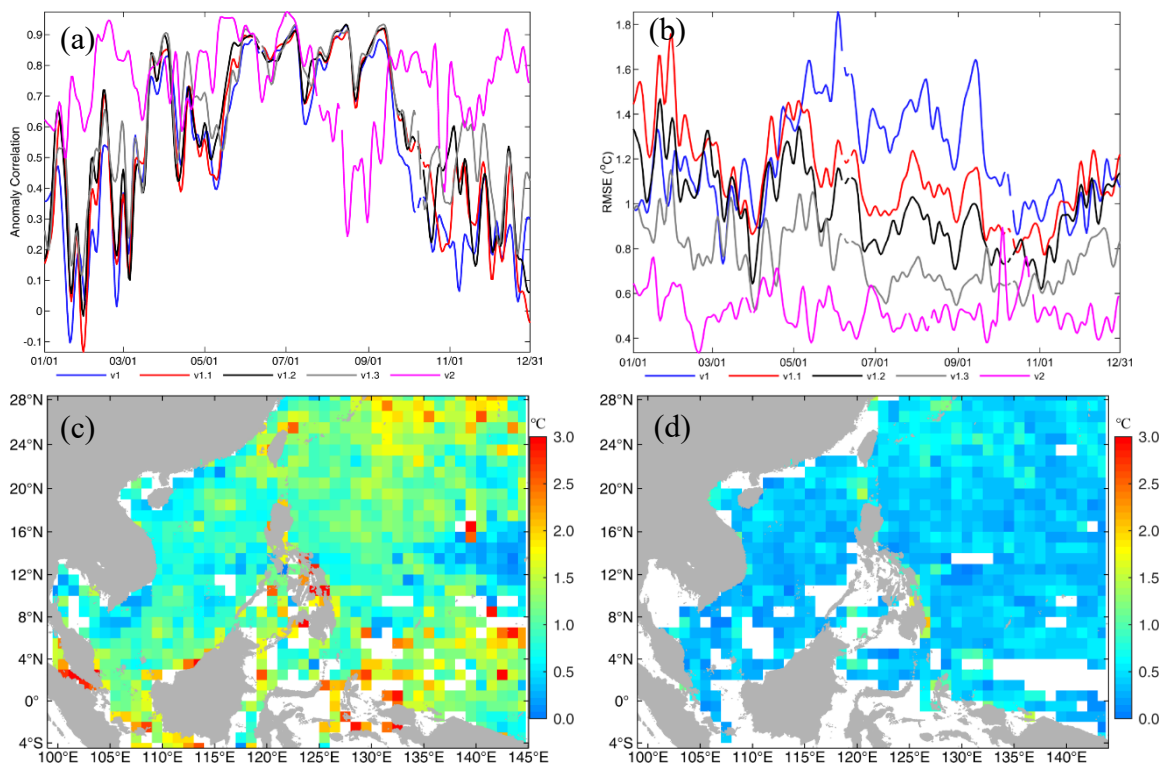 (a)
Anomaly Correlation
0.9
0.8
0.7
0.6
0.5
0.4
0.3
0.2
0.1
0
-0.1
01/01 03/01 05/01 07/01 09/01 11/01 12/31
v1 v1.1 v1.2 v1.3 v2
(b)
RMSE (°C)
1.8
1.6
1.4
1.2
1
0.8
0.6
0.4
01/01 03/01 05/01 07/01 09/01 11/01 12/31
v1 v1.1 v1.2 v1.3 v2
(c)
28°N
24°N
20°N
16°N
12°N
8°N
4°N
0°
4°S
100°E 105°E 110°E 115°E 120°E 125°E 130°E 135°E 140°E 145°E
°C
3.0
2.5
2.0
1.5
1.0
0.5
0.0
(d)
28°N
24°N
20°N
16°N
12°N
8°N
4°N
0°
4°S
100°E 105°E 110°E 115°E 120°E 125°E 130°E 135°E 140°E
°C
3.0
2.5
2.0
1.5
1.0
0.5
0.0